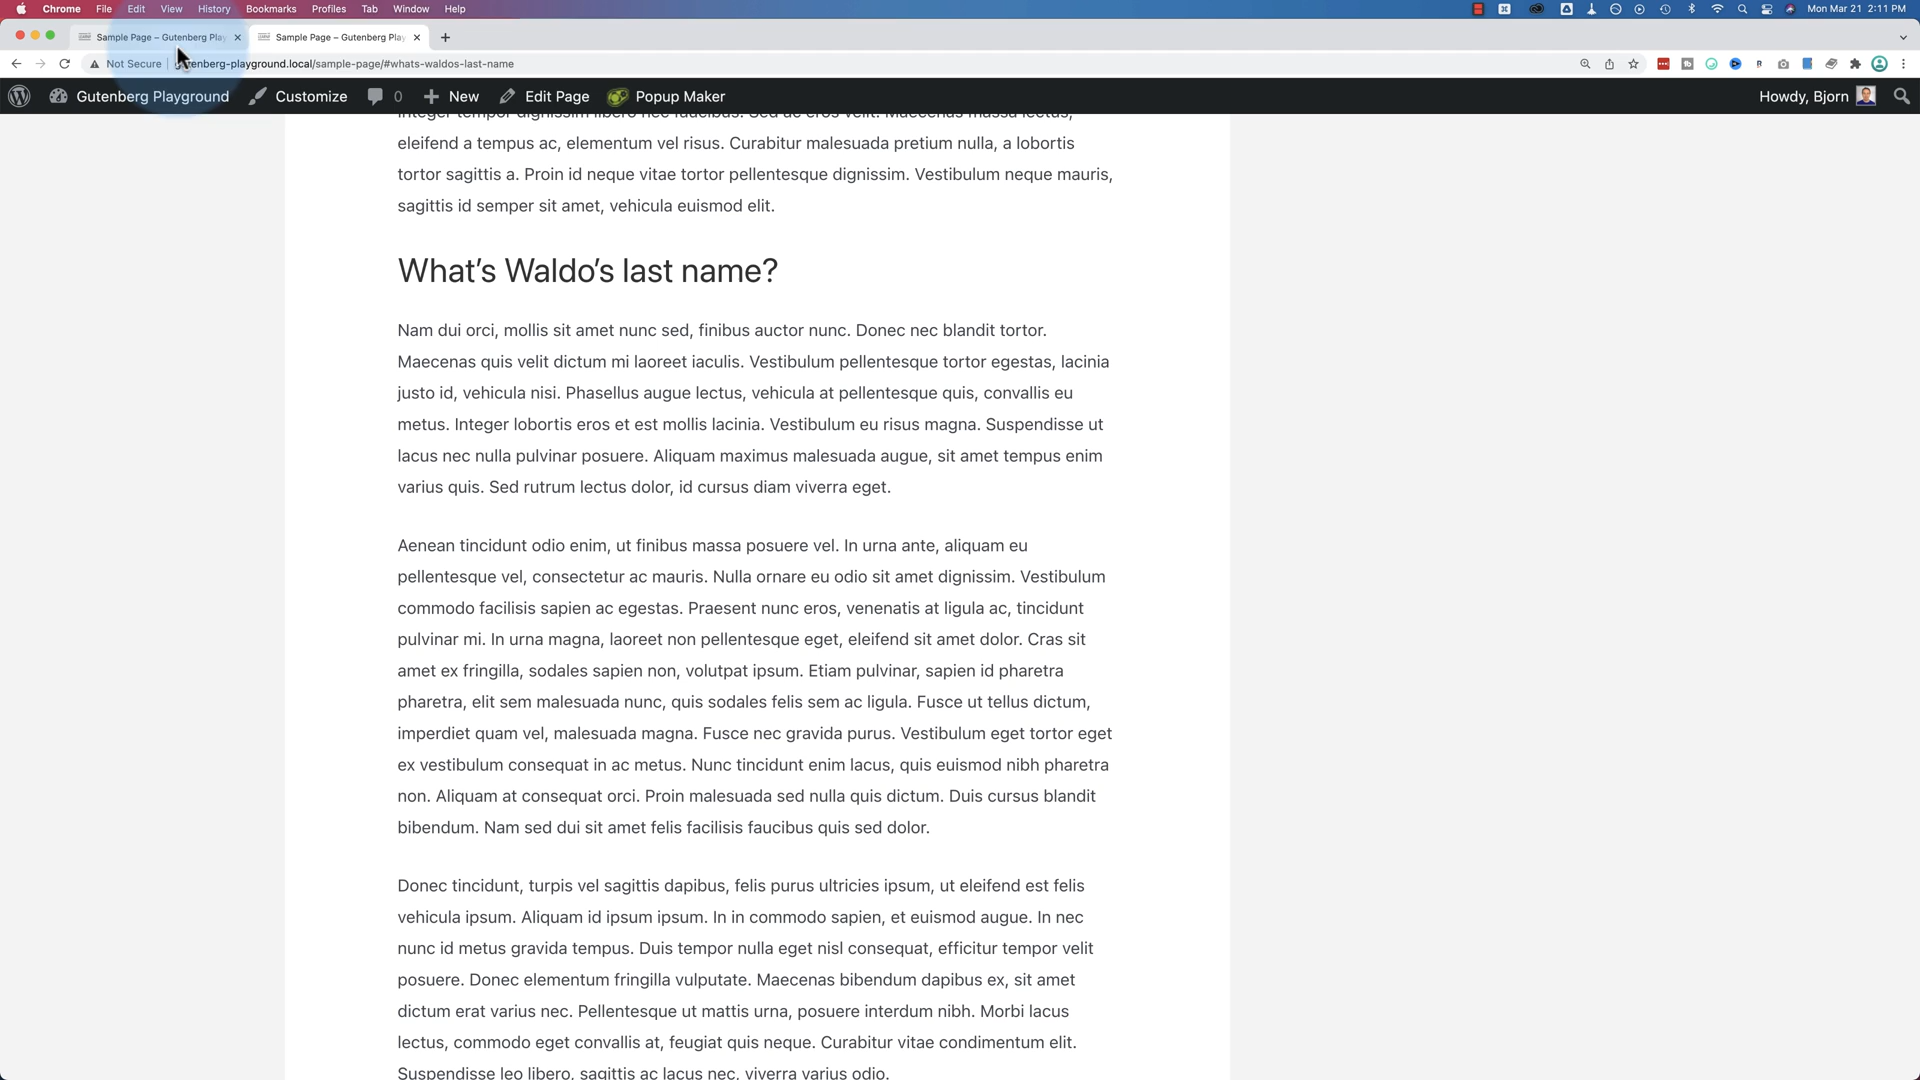 Chrome File Edit View History Bookmarks Profiles Tab Window Help Mon Mar 21 2:11 PM
Sample Page – Gutenberg Play Sample Page – Gutenberg Play
Not Secure enberg-playground.local/sample-page/#whats-waldos-last-name
Gutenberg Playground Customize 0 New Edit Page Popup Maker Howdy, Bjorn
Integer tempor dignissim libero nec faucibus. Sed ac eros velit. Maecenas massa lectus,
eleifend a tempus ac, elementum vel risus. Curabitur malesuada pretium nulla, a lobortis
tortor sagittis a. Proin id neque vitae tortor pellentesque dignissim. Vestibulum neque mauris,
sagittis id semper sit amet, vehicula euismod elit.
What’s Waldo’s last name?
Nam dui orci, mollis sit amet nunc sed, finibus auctor nunc. Donec nec blandit tortor.
Maecenas quis velit dictum mi laoreet iaculis. Vestibulum pellentesque tortor egestas, lacinia
justo id, vehicula nisi. Phasellus augue lectus, vehicula at pellentesque quis, convallis eu
metus. Integer lobortis eros et est mollis lacinia. Vestibulum eu risus magna. Suspendisse ut
lacus nec nulla pulvinar posuere. Aliquam maximus malesuada augue, sit amet tempus enim
varius quis. Sed rutrum lectus dolor, id cursus diam viverra eget.
Aenean tincidunt odio enim, ut finibus massa posuere vel. In urna ante, aliquam eu
pellentesque vel, consectetur ac mauris. Nulla ornare eu odio sit amet dignissim. Vestibulum
commodo facilisis sapien ac egestas. Praesent nunc eros, venenatis at ligula ac, tincidunt
pulvinar mi. In urna magna, laoreet non pellentesque eget, eleifend sit amet dolor. Cras sit
amet ex fringilla, sodales sapien non, volutpat ipsum. Etiam pulvinar, sapien id pharetra
pharetra, elit sem malesuada nunc, quis sodales felis sem ac ligula. Fusce ut tellus dictum,
imperdiet quam vel, malesuada magna. Fusce nec gravida purus. Vestibulum eget tortor eget
ex vestibulum consequat in ac metus. Nunc tincidunt enim lacus, quis euismod nibh pharetra
non. Aliquam at consequat orci. Proin malesuada sed nulla quis dictum. Duis cursus blandit
bibendum. Nam sed dui sit amet felis facilisis faucibus quis sed dolor.
Donec tincidunt, turpis vel sagittis dapibus, felis purus ultricies ipsum, ut eleifend est felis
vehicula ipsum. Aliquam id ipsum ipsum. In in commodo sapien, et euismod augue. In nec
nunc id metus gravida tempus. Duis tempor nulla eget nisl consequat, efficitur tempor velit
posuere. Donec elementum fringilla vulputate. Maecenas bibendum dapibus ex, sit amet
dictum erat varius nec. Pellentesque ut mattis urna, posuere interdum nibh. Morbi lacus
lectus, commodo eget convallis at, feugiat quis neque. Curabitur vitae condimentum elit.
Suspendisse leo libero, sagittis ac lacus nec, viverra varius odio.